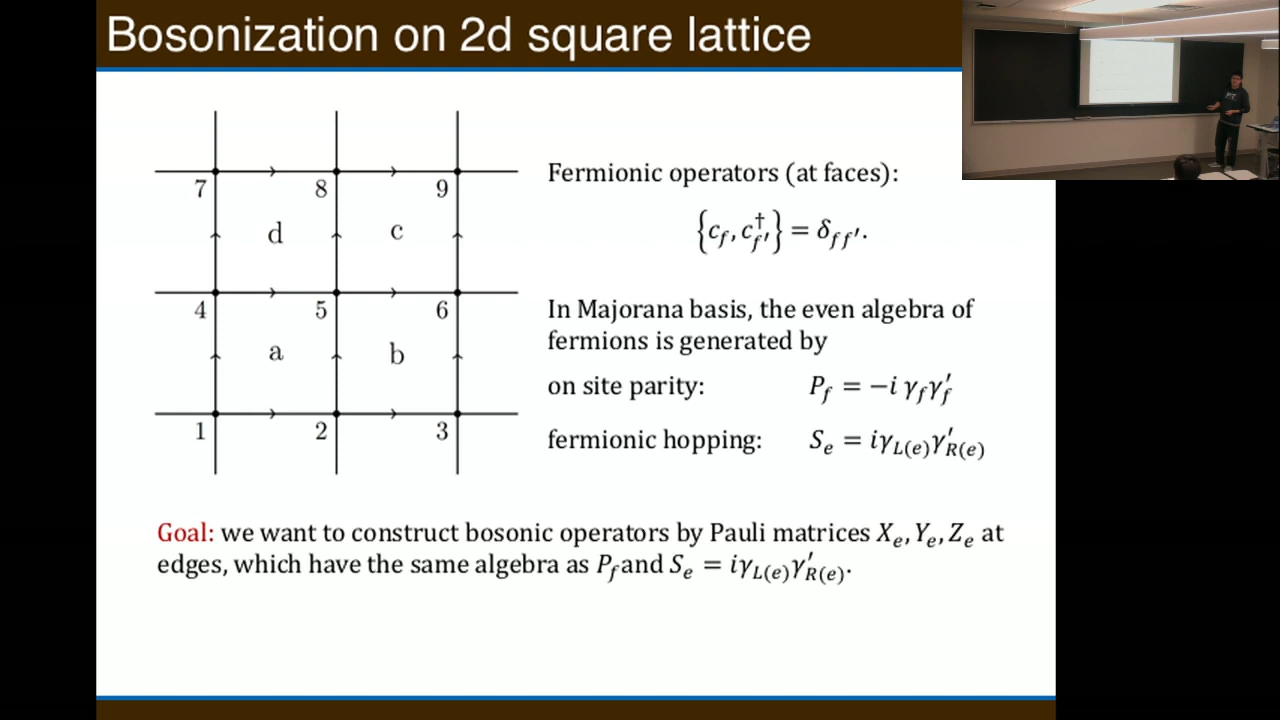 Bosonization on 2d square lattice
7 8 9
d c
4 5 6
a b
1 2 3
Fermionic operators (at faces):
{c_f, c_{f'}^†} = δ_{ff'}.
In Majorana basis, the even algebra of
fermions is generated by
on site parity: P_f = −i γ_f γ'_f
fermionic hopping: S_e = iγ_{L(e)}γ'_{R(e)}
Goal: we want to construct bosonic operators by Pauli matrices X_e, Y_e, Z_e at
edges, which have the same algebra as P_f and S_e = iγ_{L(e)}γ'_{R(e)}.